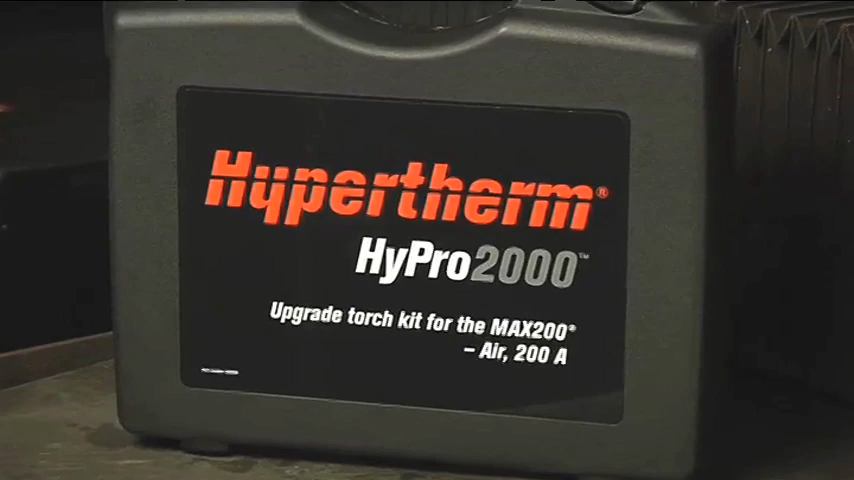 Hypertherm®
HyPro2000™
Upgrade torch kit for the MAX200®
– Air, 200 A